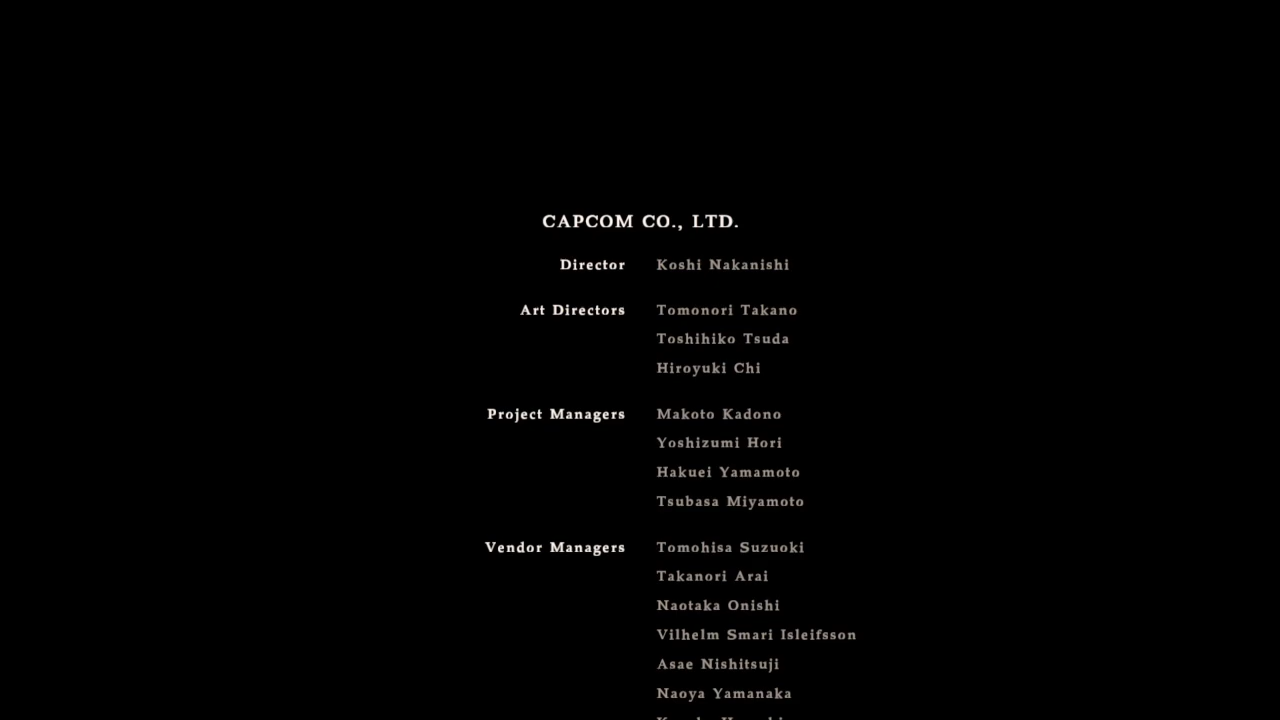 CAPCOM CO., LTD.
Director Koshi Nakanishi
Art Directors Tomonori Takano
Toshihiko Tsuda
Hiroyuki Chi
Project Managers Makoto Kadono
Yoshizumi Hori
Hakuei Yamamoto
Tsubasa Miyamoto
Vendor Managers Tomohisa Suzuoki
Takanori Arai
Naotaka Onishi
Vilhelm Smari Isleifsson
Asae Nishitsuji
Naoya Yamanaka